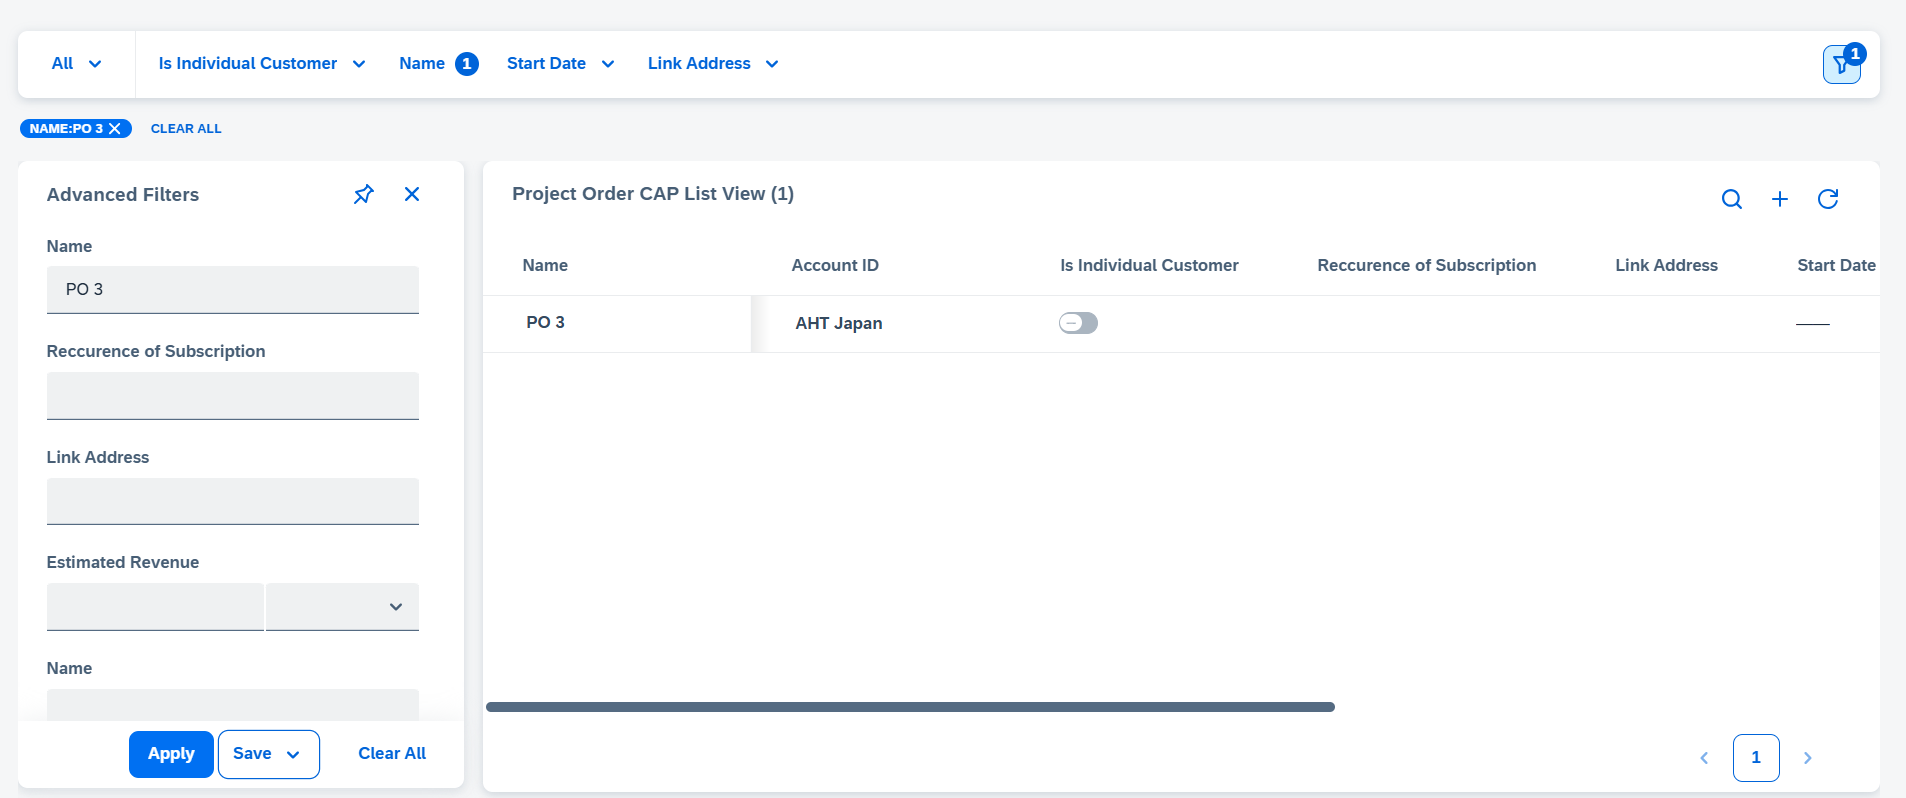 All
Is Individual Customer
Name 1
Start Date
Link Address
1
NAME:PO 3
CLEAR ALL
Advanced Filters
Name
PO 3
Reccurence of Subscription
Link Address
Estimated Revenue
Name
Apply
Save
Clear All
Project Order CAP List View (1)
Name Account ID Is Individual Customer Reccurence of Subscription Link Address Start Date
PO 3 AHT Japan
1